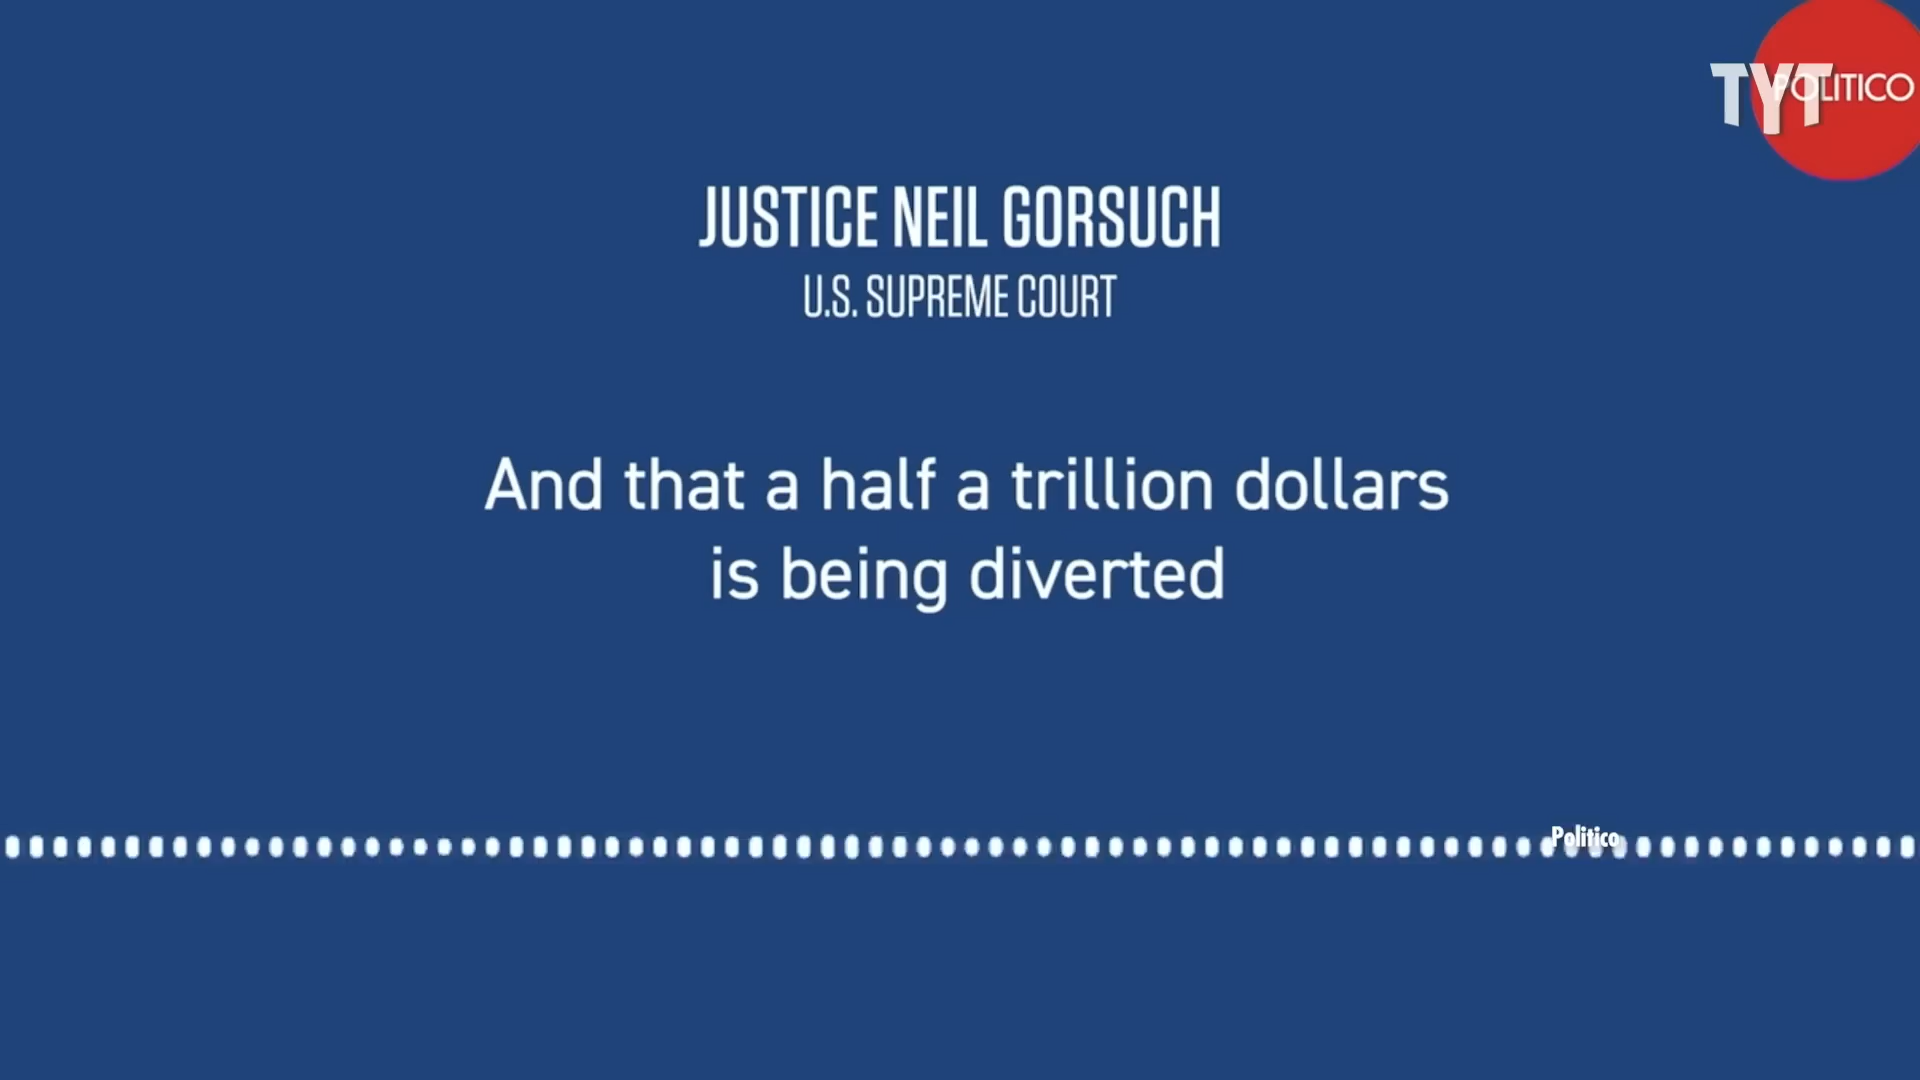 TYT
POLITICO
JUSTICE NEIL GORSUCH
U.S. SUPREME COURT
And that a half a trillion dollars
is being diverted
Politico